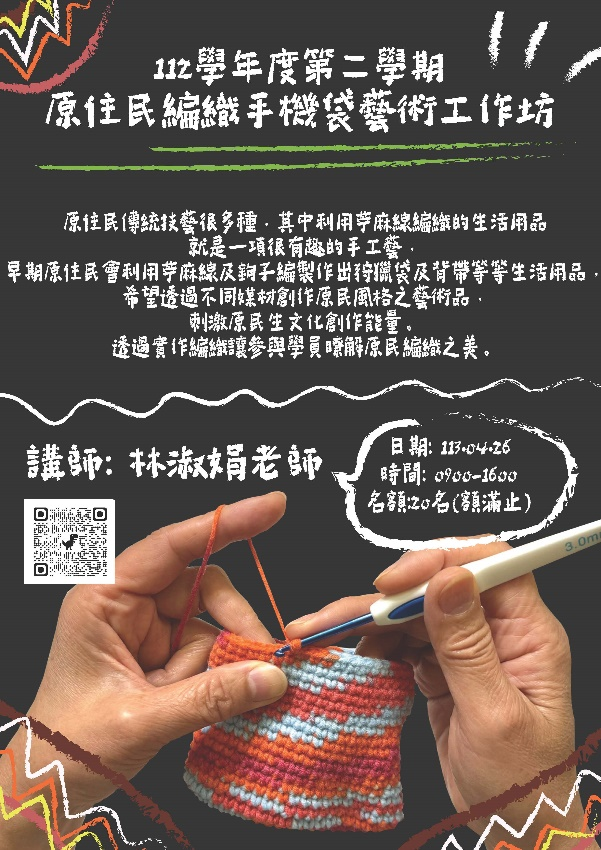 112學年度第二學期
原住民編織手機袋藝術工作坊
原住民傳統技藝很多種，其中利用苧麻線編織的生活用品
就是一項很有趣的手工藝，
早期原住民會利用苧麻線及鉤子編製作出狩獵袋及背帶等等生活用品，
希望透過不同媒材創作原民風格之藝術品，
刺激原民生文化創作能量。
透過實作編織讓參與學員暸解原民編織之美。
講師: 林淑娟老師
日期: 113.04.26
時間: 0900-1600
名額:20名(額滿止)
3.0m